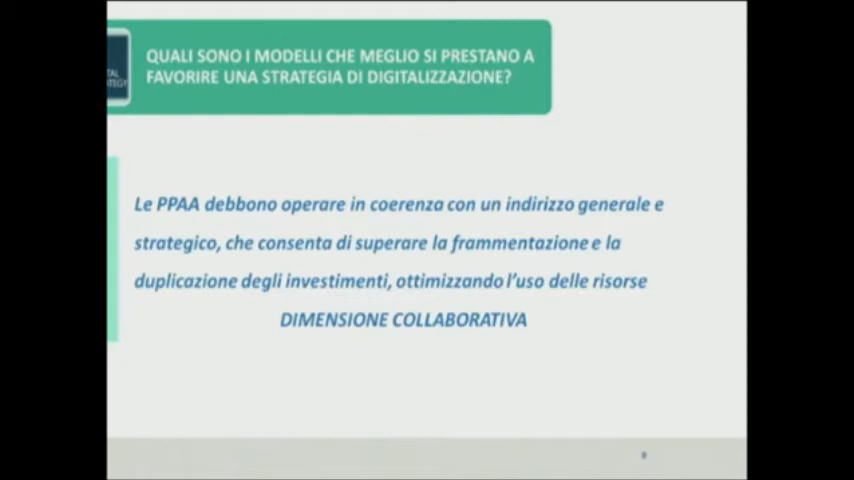 QUALI SONO I MODELLI CHE MEGLIO SI PRESTANO A
FAVORIRE UNA STRATEGIA DI DIGITALIZZAZIONE?
Le PPAA debbono operare in coerenza con un indirizzo generale e
strategico, che consenta di superare la frammentazione e la
duplicazione degli investimenti, ottimizzando l'uso delle risorse
DIMENSIONE COLLABORATIVA